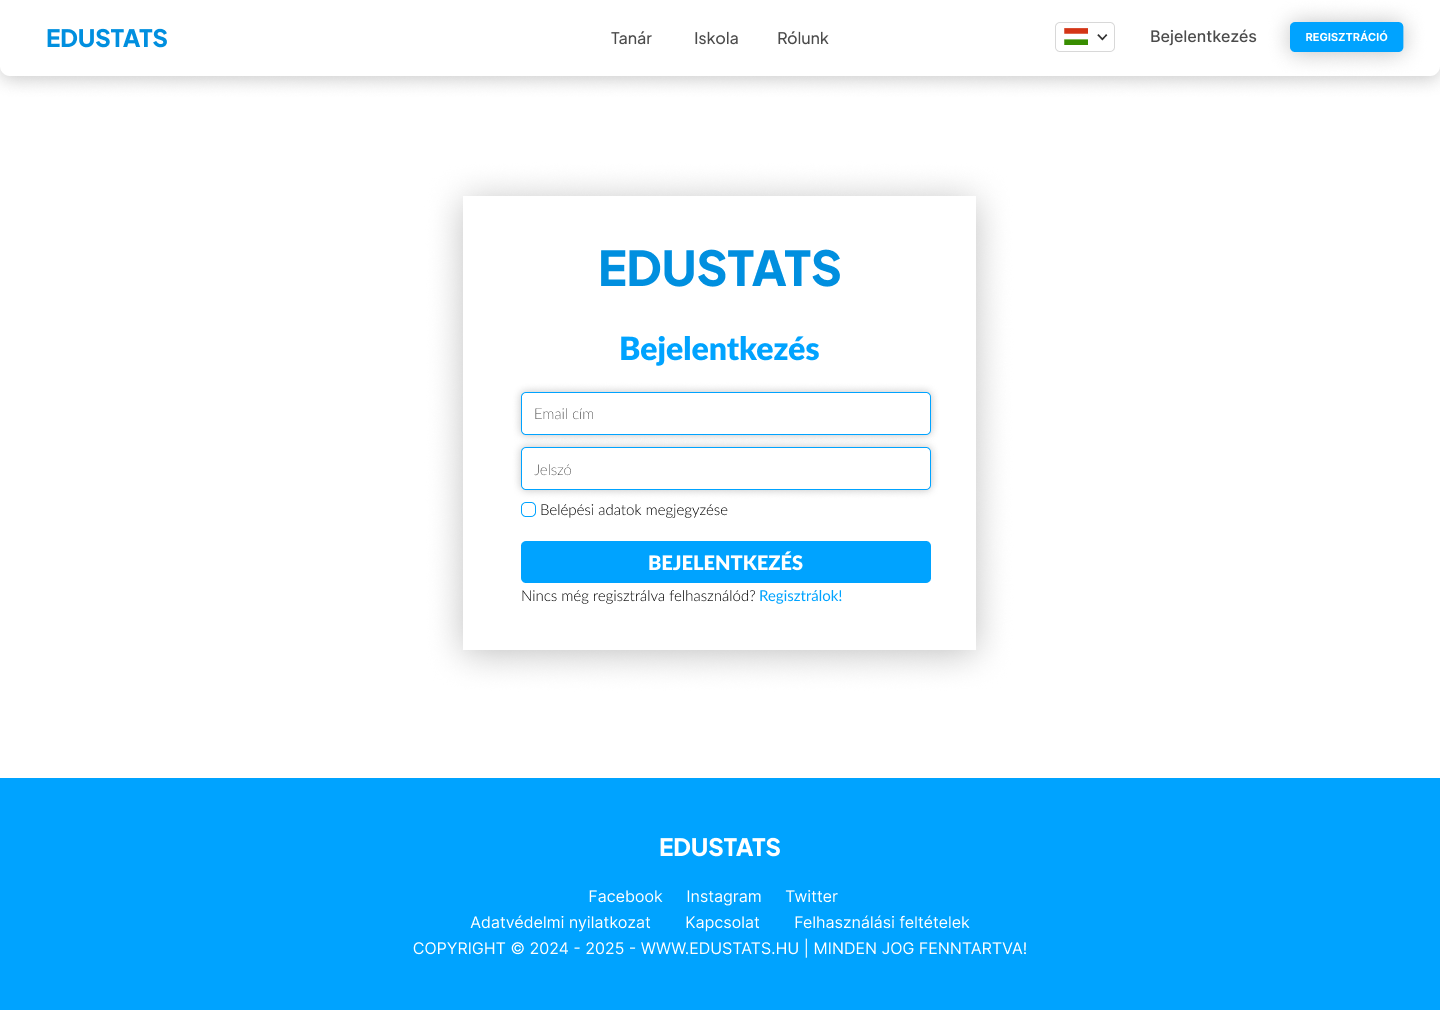 EDUSTATS
Tanár Iskola Rólunk
Bejelentkezés
REGISZTRÁCIÓ
EDUSTATS
Bejelentkezés
Email cím
Jelszó
Belépési adatok megjegyzése
BEJELENTKEZÉS
Nincs még regisztrálva felhasználód? Regisztrálok!
EDUSTATS
Facebook Instagram Twitter
Adatvédelmi nyilatkozat Kapcsolat Felhasználási feltételek
COPYRIGHT © 2024 - 2025 - WWW.EDUSTATS.HU | MINDEN JOG FENNTARTVA!